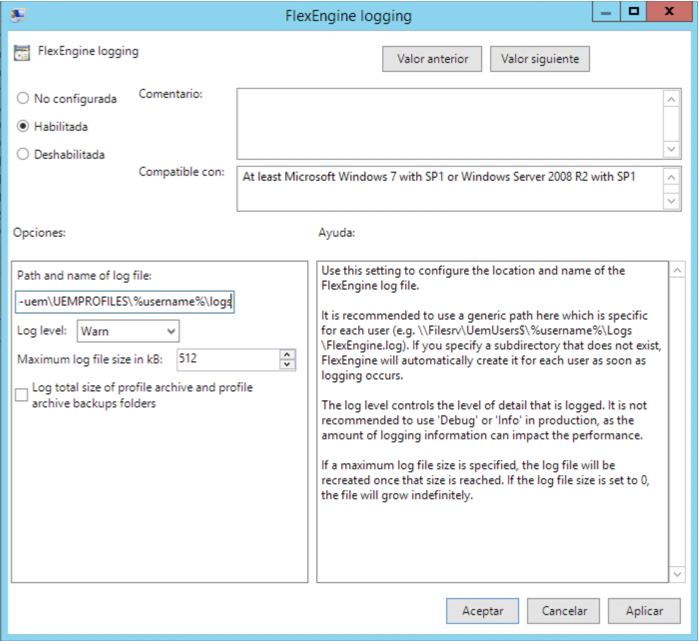 FlexEngine logging
FlexEngine logging
Valor anterior
Valor siguiente
No configurada
Habilitada
Deshabilitada
Comentario:
Compatible con:
At least Microsoft Windows 7 with SP1 or Windows Server 2008 R2 with SP1
Opciones:
Ayuda:
Path and name of log file:
-uem\UEMPROFILES\%username%\logs
Log level: Warn
Maximum log file size in kB: 512
Log total size of profile archive and profile
archive backups folders
Use this setting to configure the location and name of the
FlexEngine log file.
It is recommended to use a generic path here which is specific
for each user (e.g. \\Filesrv\UemUsers$\%username%\Logs
\FlexEngine.log). If you specify a subdirectory that does not exist,
FlexEngine will automatically create it for each user as soon as
logging occurs.
The log level controls the level of detail that is logged. It is not
recommended to use 'Debug' or 'Info' in production, as the
amount of logging information can impact the performance.
If a maximum log file size is specified, the log file will be
recreated once that size is reached. If the log file size is set to 0,
the file will grow indefinitely.
Aceptar
Cancelar
Aplicar